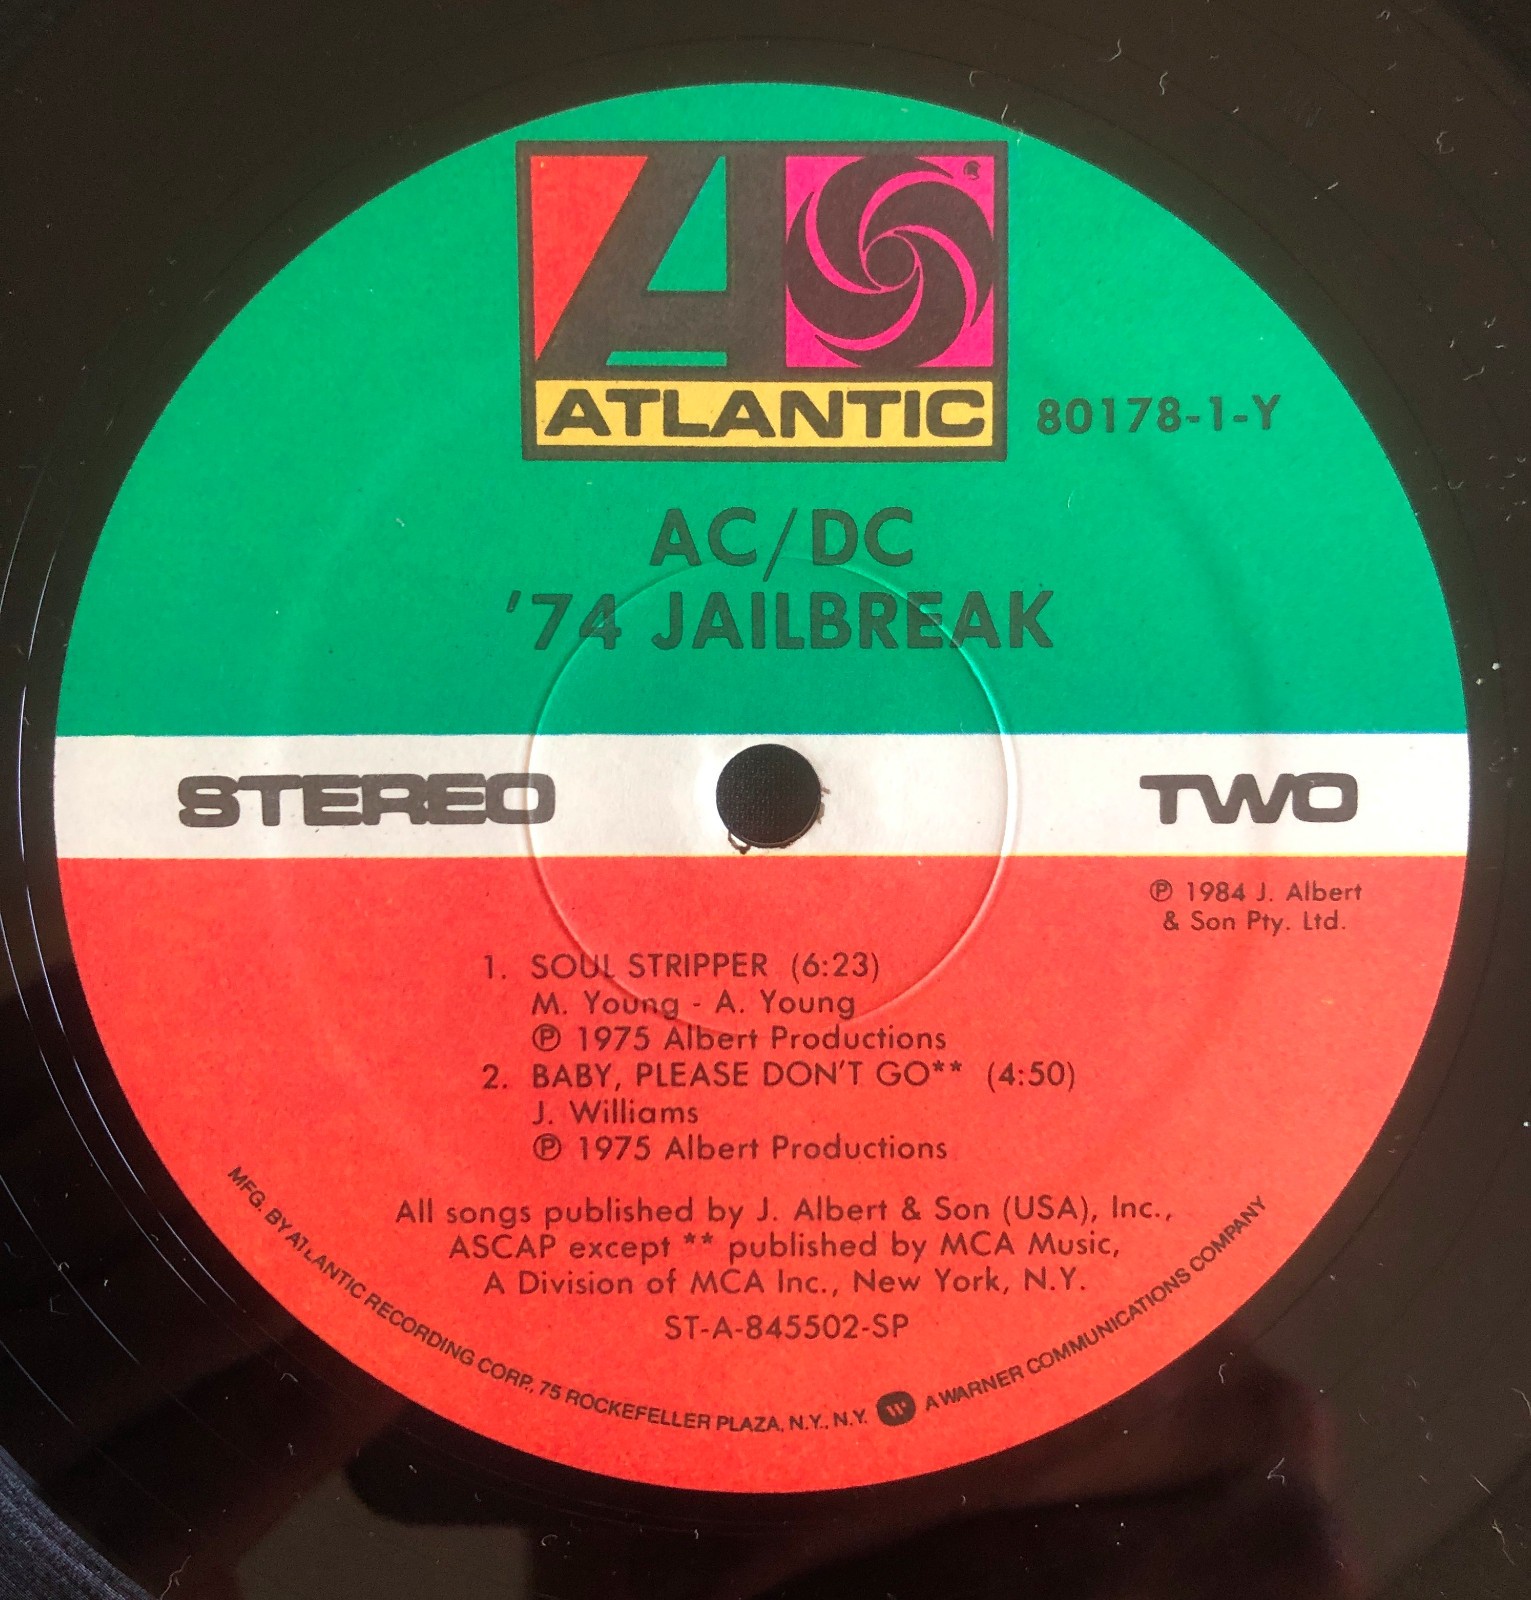 ATLANTIC
80178-1-Y
AC/DC
'74 JAILBREAK
STEREO
TWO
℗ 1984 J. Albert
& Son Pty. Ltd.
1. SOUL STRIPPER (6:23)
M. Young - A. Young
℗ 1975 Albert Productions
2. BABY, PLEASE DON'T GO** (4:50)
J. Williams
℗ 1975 Albert Productions
All songs published by J. Albert & Son (USA), Inc.,
ASCAP except ** published by MCA Music,
A Division of MCA Inc., New York, N.Y.
ST-A-845502-SP
MFG. BY ATLANTIC RECORDING CORP., 75 ROCKEFELLER PLAZA, N.Y., N.Y. A WARNER COMMUNICATIONS COMPANY